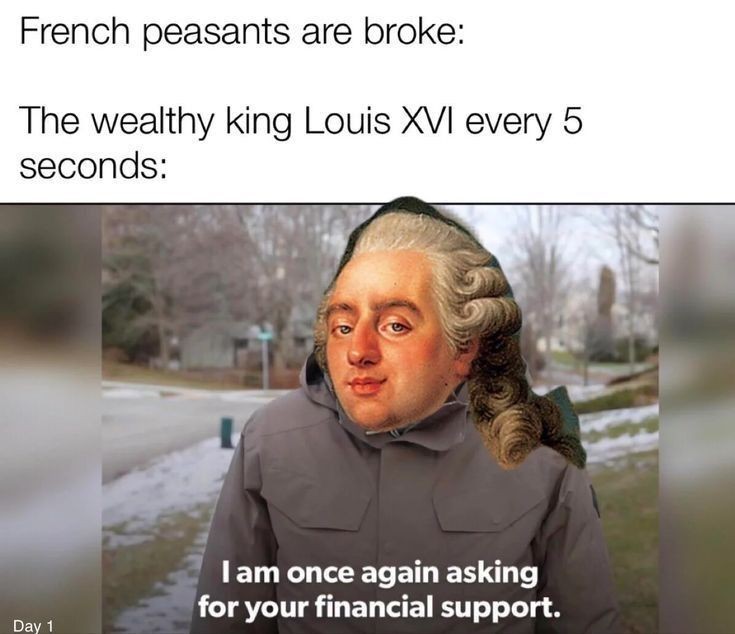 French peasants are broke:
The wealthy king Louis XVI every 5
seconds:
I am once again asking
for your financial support.
Day 1